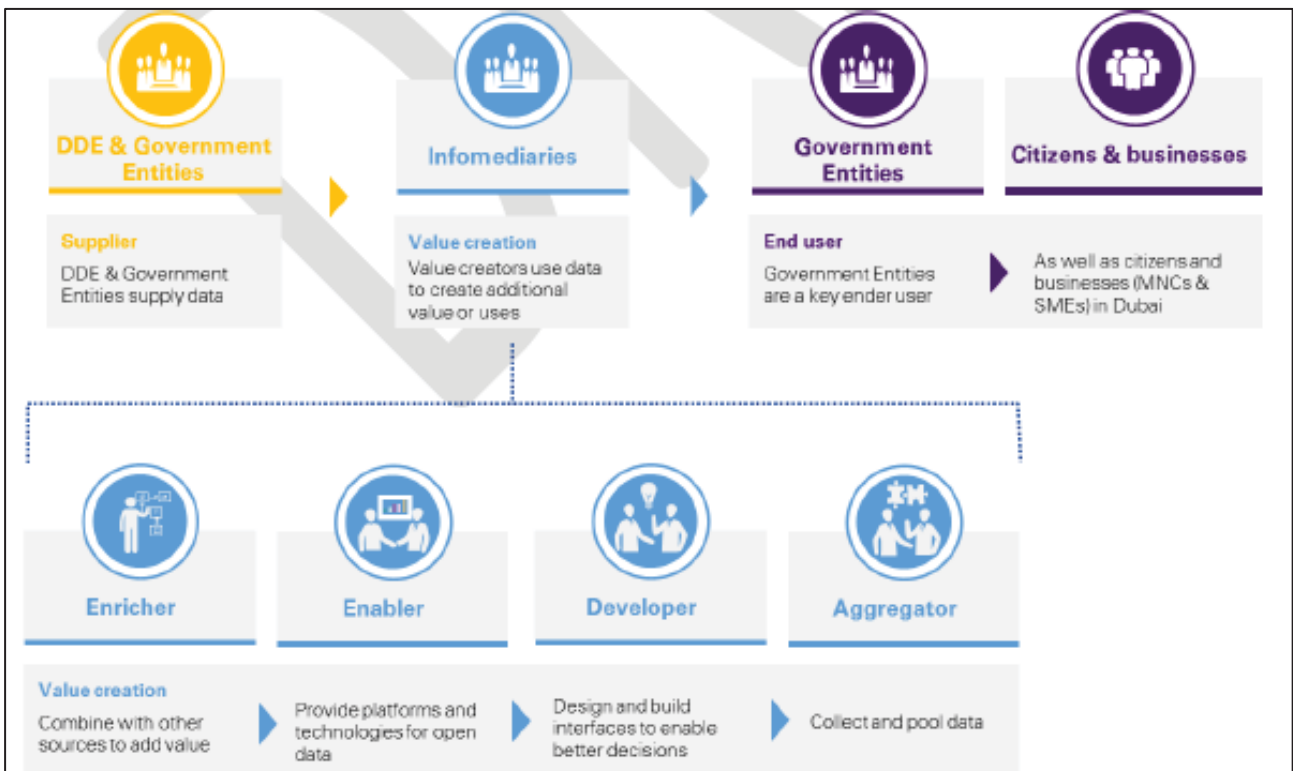 DDE & Government
Entities
Infomediaries
Government
Entities
Citizens & businesses
Supplier
DDE & Government
Entities supply data
Value creation
Value creators use data
to create additional
value or uses
End user
Government Entities
are a key ender user
As well as citizens and
businesses (MNCs &
SMEs) in Dubai
Enricher
Enabler
Developer
Aggregator
Value creation
Combine with other
sources to add value
Provide platforms and
technologies for open
data
Design and build
interfaces to enable
better decisions
Collect and pool data